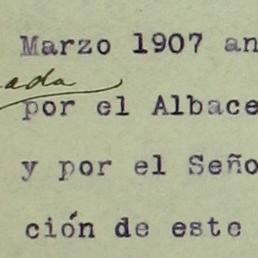 Marzo 1907 an
ada
por el Albace
y por el Seño
ción de este